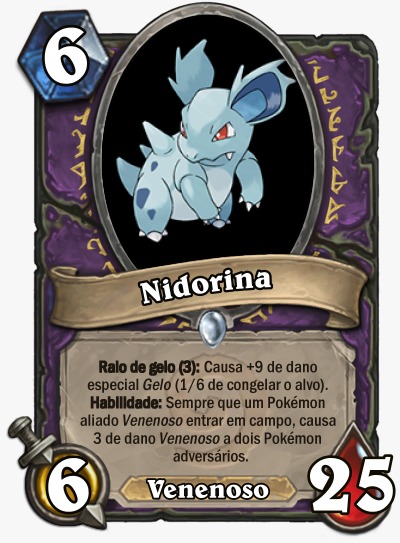 6
Nidorina
Raio de gelo (3): Causa +9 de dano
especial Gelo (1/6 de congelar o alvo).
Habilidade: Sempre que um Pokémon
aliado Venenoso entrar em campo, causa
3 de dano Venenoso a dois Pokémon
adversários.
6
Venenoso
25